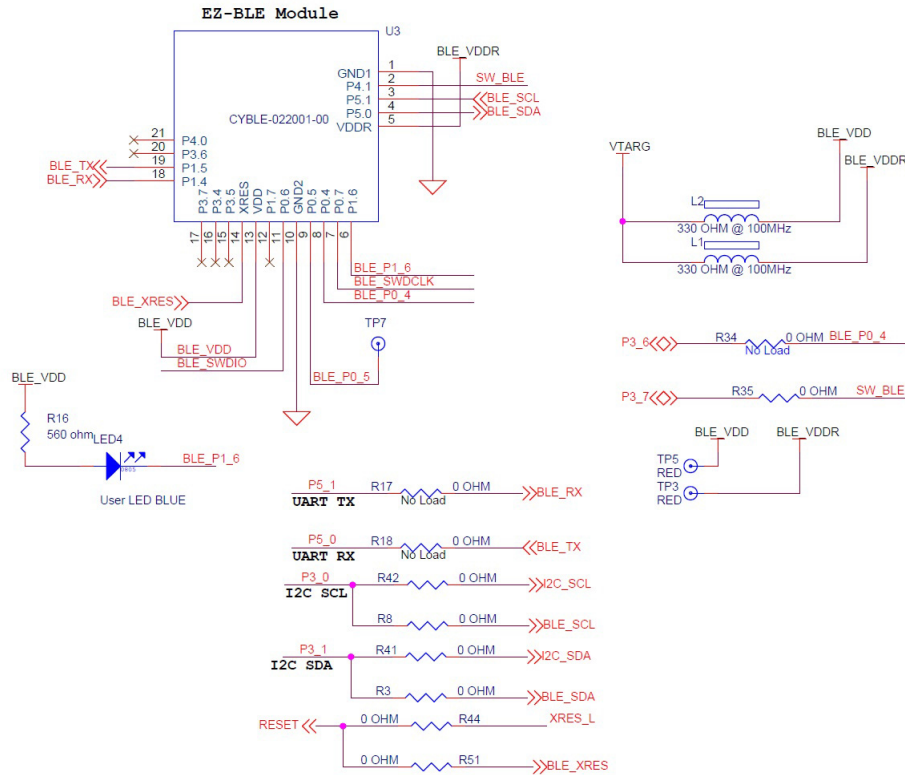 EZ-BLE Module
U3
BLE_VDDR
GND1 1
P4.1 2 SW_BLE
P5.1 3 BLE_SCL
P5.0 4 BLE_SDA
VDDR 5
CYBLE-022001-00
21 P4.0
20 P3.6
BLE_TX 19 P1.5
BLE_RX 18 P1.4
P3.7 P3.4 P3.5 XRES VDD P1.7 P0.6 GND2 P0.5 P0.4 P0.7 P1.6
17 16 15 14 13 12 11 10 9 8 7 6
BLE_P1_6
BLE_SWDCLK
BLE_XRES
BLE_P0_4
BLE_VDD
BLE_VDD
BLE_SWDIO
BLE_P0_5
TP7
VTARG
BLE_VDD
BLE_VDDR
L2
330 OHM @ 100MHz
L1
330 OHM @ 100MHz
P3_6 R34 0 OHM BLE_P0_4
No Load
P3_7 R35 0 OHM SW_BLE
BLE_VDD BLE_VDDR
TP5
RED
TP3
RED
BLE_VDD
R16
560 ohm
LED4
0805
BLE_P1_6
User LED BLUE
P5_1 R17 0 OHM BLE_RX
UART TX No Load
P5_0 R18 0 OHM BLE_TX
UART RX No Load
P3_0 R42 0 OHM I2C_SCL
I2C SCL
R8 0 OHM BLE_SCL
P3_1 R41 0 OHM I2C_SDA
I2C SDA
R3 0 OHM BLE_SDA
RESET 0 OHM R44 XRES_L
0 OHM R51 BLE_XRES